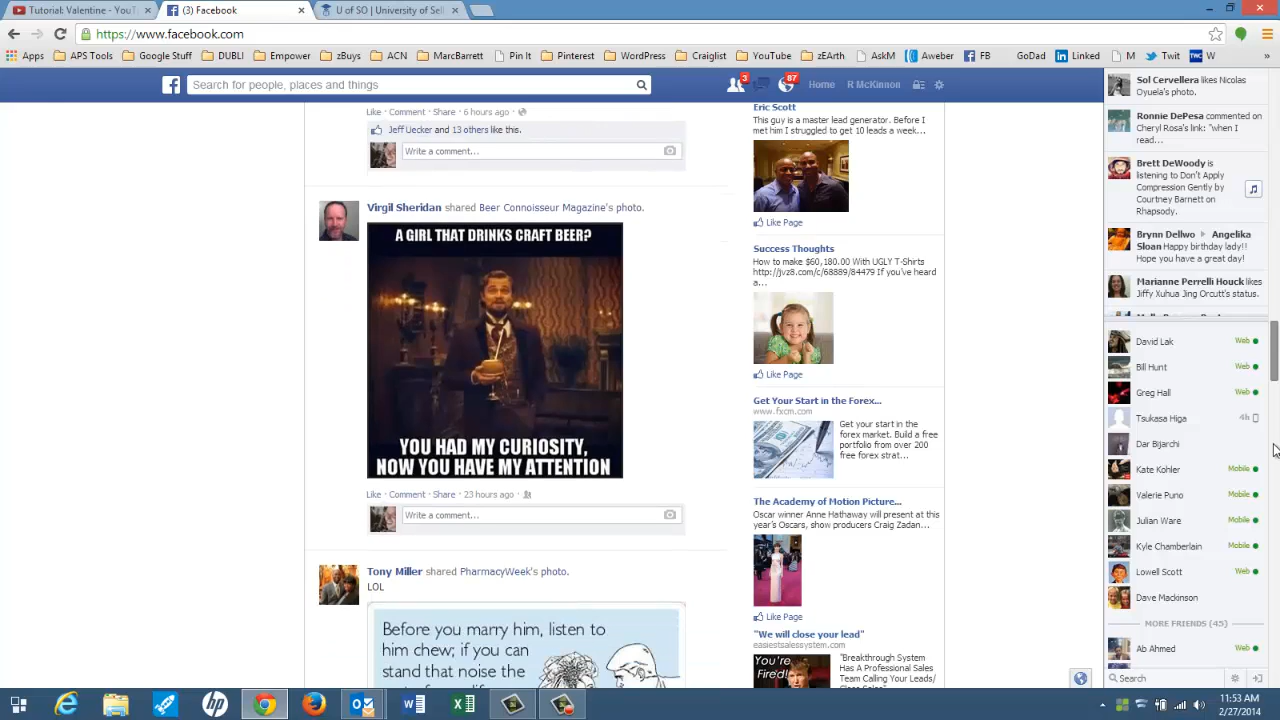 Tutorial: Valentine - YouT
(3) Facebook
U of SO | University of Sell
https://www.facebook.com
Apps
APS Tools
Google
DUBLI
Empower
zBuys
ACN
MarcBarrett
Pin It
Pinterest
WordPress
Craiglist
YouTube
zErth
AskM
Aweber
FB
GoDad
Linked
M
Twit
W
»
Search for people, places and things
3
87
Home
R McKinnon
Like · Comment · Share · 6 hours ago
Jeff Uecker and 13 others like this.
Write a comment...
Virgil Sheridan shared Beer Connoisseur Magazine's photo.
A GIRL THAT DRINKS CRAFT BEER?
YOU HAD MY CURIOSITY,
NOW YOU HAVE MY ATTENTION
Like · Comment · Share · 23 hours ago
Write a comment...
Tony Miller shared PharmacyWeek's photo.
LOL
Before you marry him, listen to
him chew; if you can
stand that noise the
Eric Scott
This guy is a master lead generator. Before I
met him I struggled to get 10 leads a week...
Like Page
Success Thoughts
How to make $60,180.00 With UGLY T-Shirts
http://jvz8.com/c/68889/84479 If you've heard
a...
Like Page
Get Your Start in the Forex...
www.fxcm.com
Get your start in the
forex market. Build a free
portfolio from over 200
free forex strat...
The Academy of Motion Picture...
Oscar winner Anne Hathaway will present at this
year's Oscars, show producers Craig Zadan...
Like Page
"We will close your lead"
easiestsalessystem.com
You're
Fired!
"Breakthrough System
Has A Professional Sales
Team Calling Your Leads/
Sol Cervellera likes Nicolas
Oyuela's photo.
Ronnie DePesa commented on
Cheryl Rosa's link: "when I
read...
Brett DeWoody is
listening to Don't Apply
Compression Gently by
Courtney Barnett on
Rhapsody.
Brynn Dellwo Angelika
Sloan Happy birthday lady!!
Hope you have a great day!
Marianne Perrelli Houck likes
Jiffy Xuhua Jing Orcutt's status.
David Lak Web
Bill Hunt Web
Greg Hall Web
Tsukasa Higa 4h
Dar Bijarchi
Kate Kohler Mobile
Valerie Puno Mobile
Julian Ware Mobile
Kyle Chamberlain Mobile
Lowell Scott Web
Dave Mackinson
MORE FRIENDS (45)
Ab Ahmed Web
Search
11:53 AM
2/27/2014